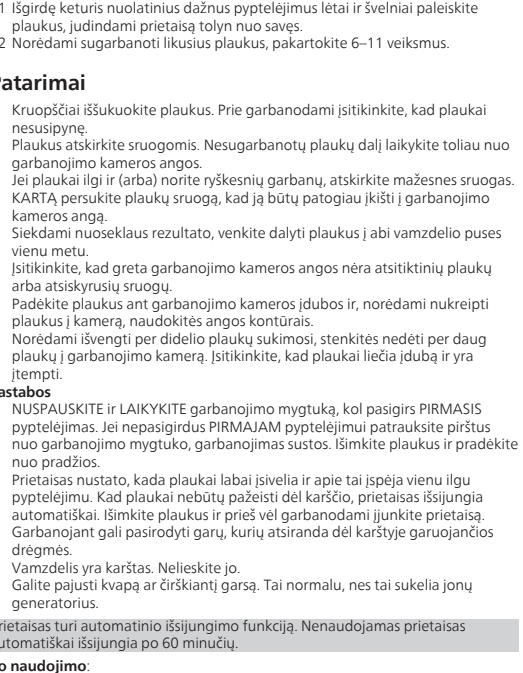 1 Išgirdę keturis nuolatinius dažnus pyptelėjimus lėtai ir švelniai paleiskite
plaukus, judindami prietaisą tolyn nuo savęs.
2 Norėdami sugarbanoti likusius plaukus, pakartokite 6–11 veiksmus.
Patarimai
Kruopščiai iššukuokite plaukus. Prie garbanodami įsitikinkite, kad plaukai
nesusipynę.
Plaukus atskirkite sruogomis. Nesugarbanotų plaukų dalį laikykite toliau nuo
garbanojimo kameros angos.
Jei plaukai ilgi ir (arba) norite ryškesnių garbanų, atskirkite mažesnes sruogas.
KARTĄ persukite plaukų sruogą, kad ją būtų patogiau įkišti į garbanojimo
kameros angą.
Siekdami nuoseklaus rezultato, venkite dalyti plaukus į abi vamzdelio puses
vienu metu.
Įsitikinkite, kad greta garbanojimo kameros angos nėra atsitiktinių plaukų
arba atsiskyrusių sruogų.
Padėkite plaukus ant garbanojimo kameros įdubos ir, norėdami nukreipti
plaukus į kamerą, naudokitės angos kontūrais.
Norėdami išvengti per didelio plaukų sukimosi, stenkitės nedėti per daug
plaukų į garbanojimo kamerą. Įsitikinkite, kad plaukai liečia įdubą ir yra
įtempti.
astabos
NUSPAUSKITE ir LAIKYKITE garbanojimo mygtuką, kol pasigirs PIRMASIS
pyptelėjimas. Jei nepasigirdus PIRMAJAM pyptelėjimui patrauksite pirštus
nuo garbanojimo mygtuko, garbanojimas sustos. Išimkite plaukus ir pradėkite
nuo pradžios.
Prietaisas nustato, kada plaukai labai įsivelia ir apie tai įspėja vienu ilgu
pyptelėjimu. Kad plaukai nebūtų pažeisti dėl karščio, prietaisas išsijungia
automatiškai. Išimkite plaukus ir prieš vėl garbanodami įjunkite prietaisą.
Garbanojant gali pasirodyti garų, kurių atsiranda dėl karštyje garuojančios
drėgmės.
Vamzdelis yra karštas. Nelieskite jo.
Galite pajusti kvapą ar čirškiantį garsą. Tai normalu, nes tai sukelia jonų
generatorius.
rietaisas turi automatinio išsijungimo funkciją. Nenaudojamas prietaisas
utomatiškai išsijungia po 60 minučių.
o naudojimo: